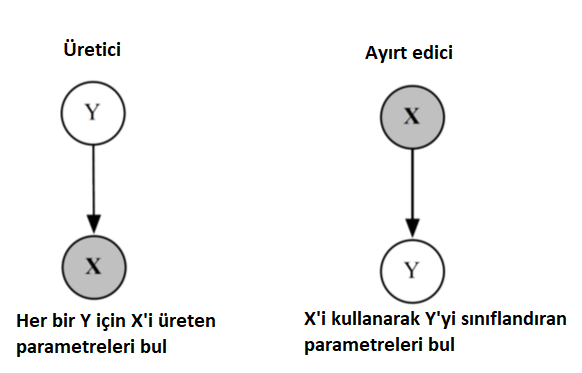 Üretici
Y
X
Her bir Y için X'i üreten
parametreleri bul
Ayırt edici
X
Y
X'i kullanarak Y'yi sınıflandıran
parametreleri bul